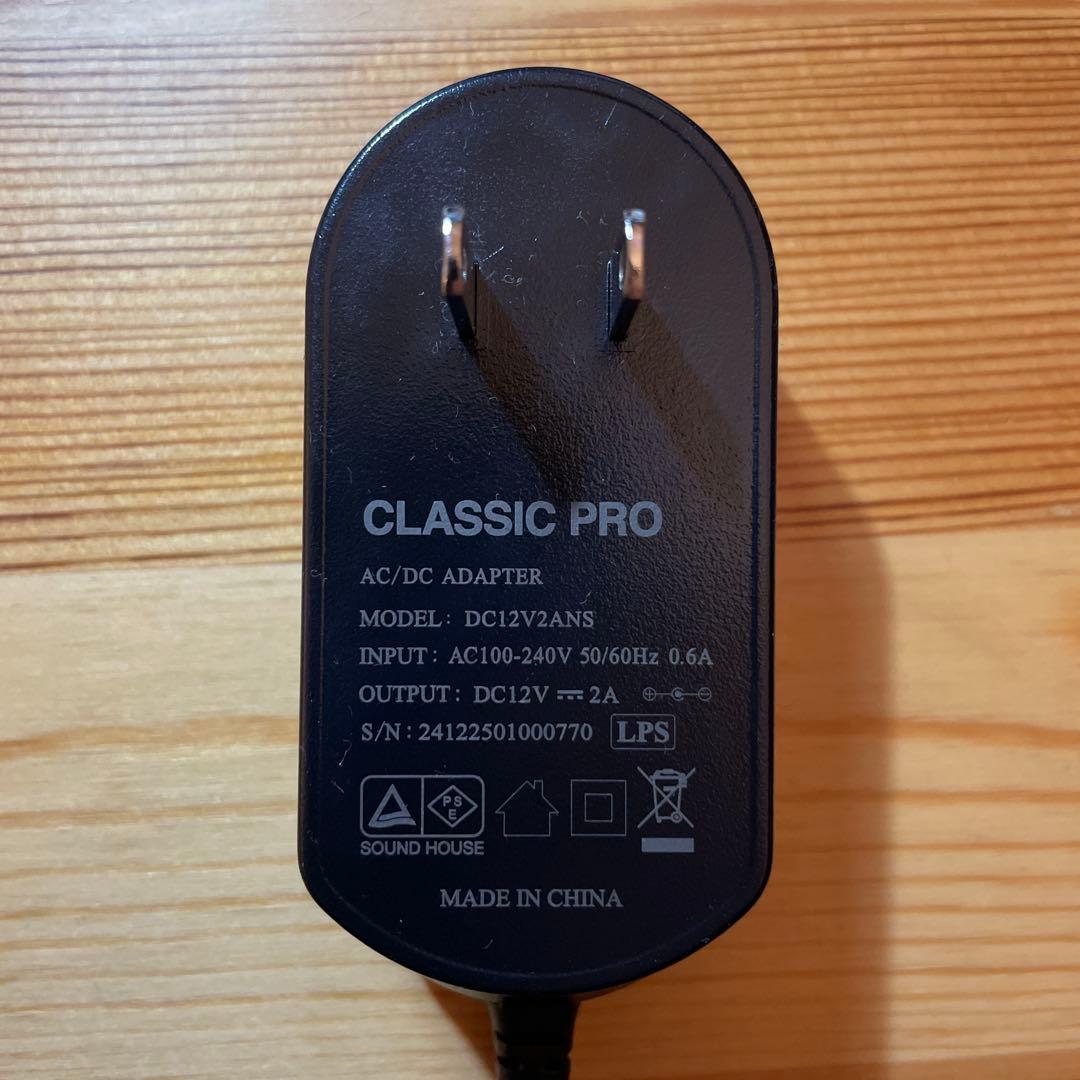 CLASSIC PRO
AC/DC ADAPTER
MODEL: DC12V2ANS
INPUT: AC100-240V 50/60Hz 0.6A
OUTPUT: DC12V ⎓ 2A
S/N: 24122501000770 LPS
PSE
SOUND HOUSE
MADE IN CHINA